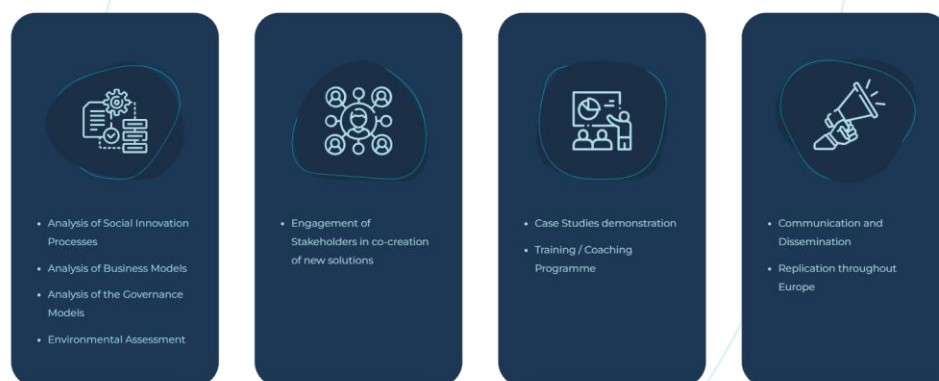 • Analysis of Social Innovation
Processes
• Analysis of Business Models
• Analysis of the Governance
Models
• Environmental Assessment
• Engagement of
Stakeholders in co-creation
of new solutions
• Case Studies demonstration
• Training / Coaching
Programme
• Communication and
Dissemination
• Replication throughout
Europe